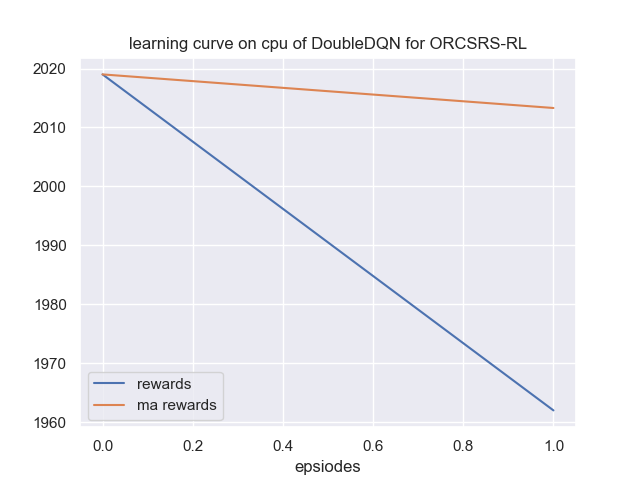 learning curve on cpu of DoubleDQN for ORCSRS-RL
2020
2010
2000
1990
1980
1970
1960
rewards
ma rewards
0.0 0.2 0.4 0.6 0.8 1.0
epsiodes